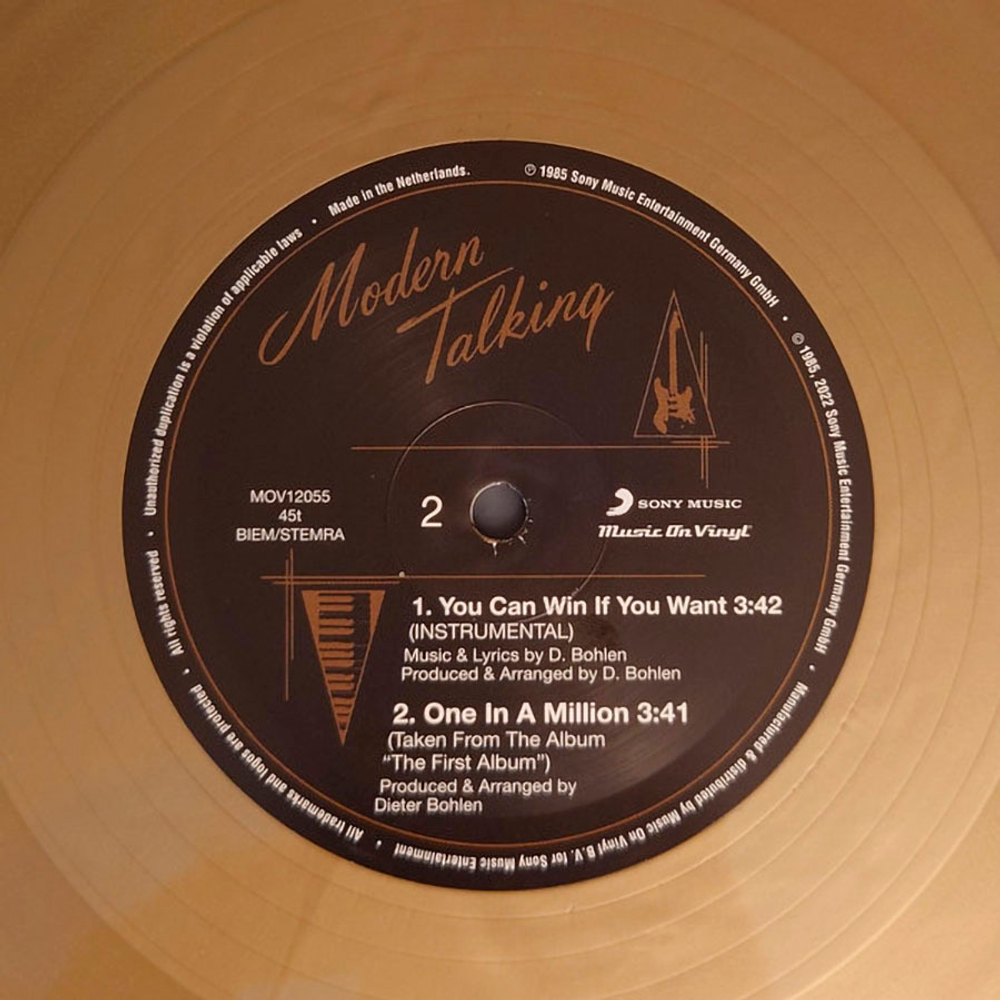 Modern
Talking
MOV12055
45t
BIEM/STEMRA
2
SONY MUSIC
Music On Vinyl
1. You Can Win If You Want 3:42
(INSTRUMENTAL)
Music & Lyrics by D. Bohlen
Produced & Arranged by D. Bohlen
2. One In A Million 3:41
(Taken From The Album
“The First Album”)
Produced & Arranged by
Dieter Bohlen
℗ 1985 Sony Music Entertainment Germany GmbH • © 1985, 2022 Sony Music Entertainment Germany GmbH • Manufactured & distributed by Music On Vinyl B.V. for Sony Music Entertainment • All trademarks and logos are protected • All rights reserved • Unauthorized duplication is a violation of applicable laws • Made in the Netherlands.